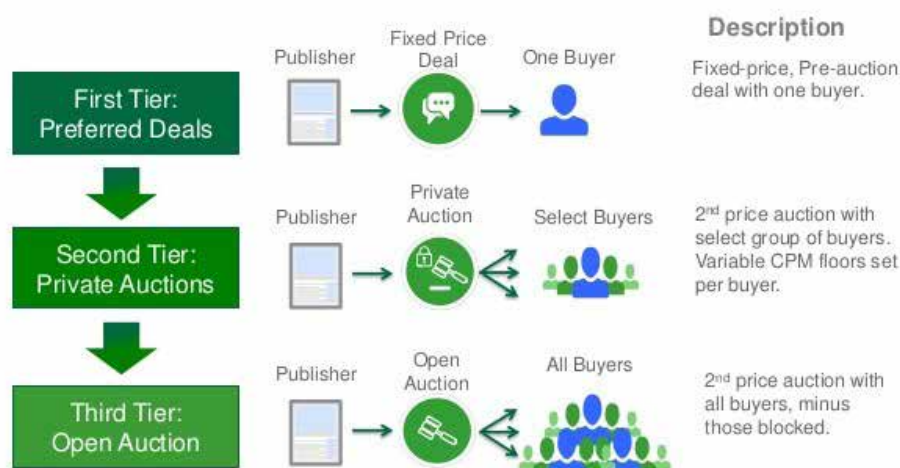 Description
Publisher
Fixed Price
Deal
One Buyer
First Tier:
Preferred Deals
Fixed-price, Pre-auction
deal with one buyer.
Publisher
Private
Auction
Select Buyers
Second Tier:
Private Auctions
2nd price auction with
select group of buyers.
Variable CPM floors set
per buyer.
Publisher
Open
Auction
All Buyers
Third Tier:
Open Auction
2nd price auction with
all buyers, minus
those blocked.